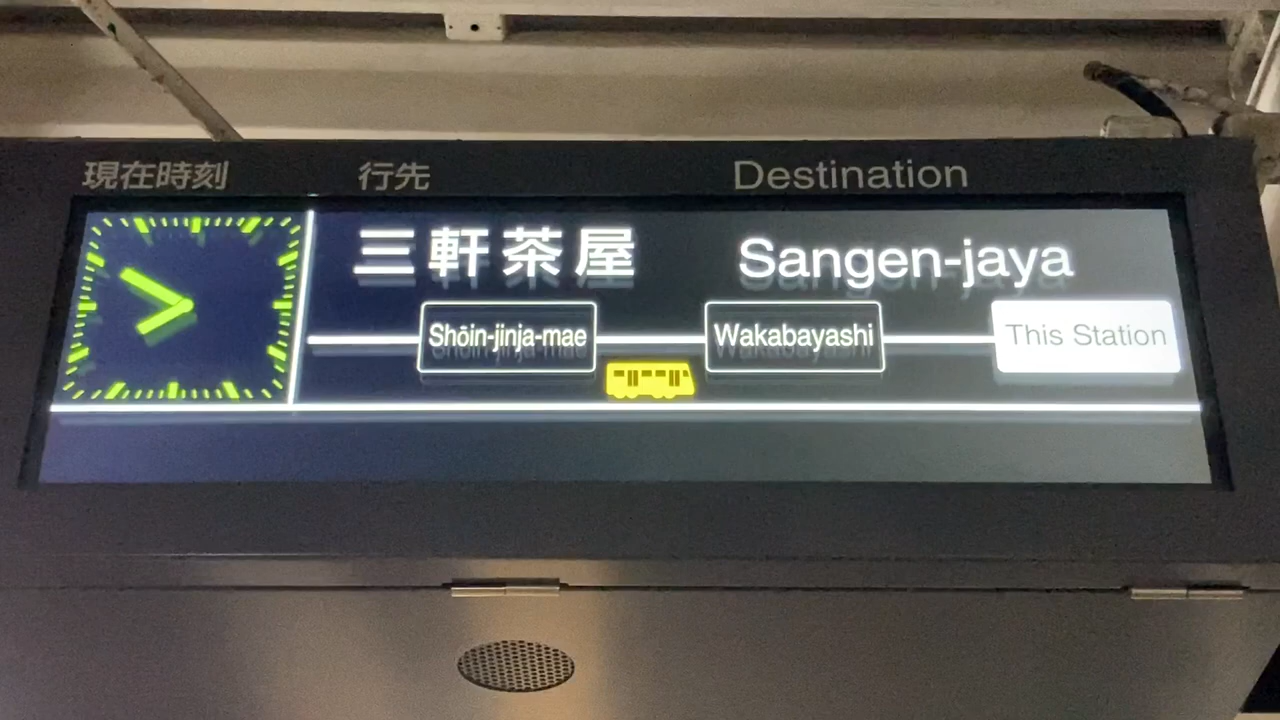 現在時刻 行先 Destination
三軒茶屋 Sangen-jaya
Shōin-jinja-mae Wakabayashi This Station